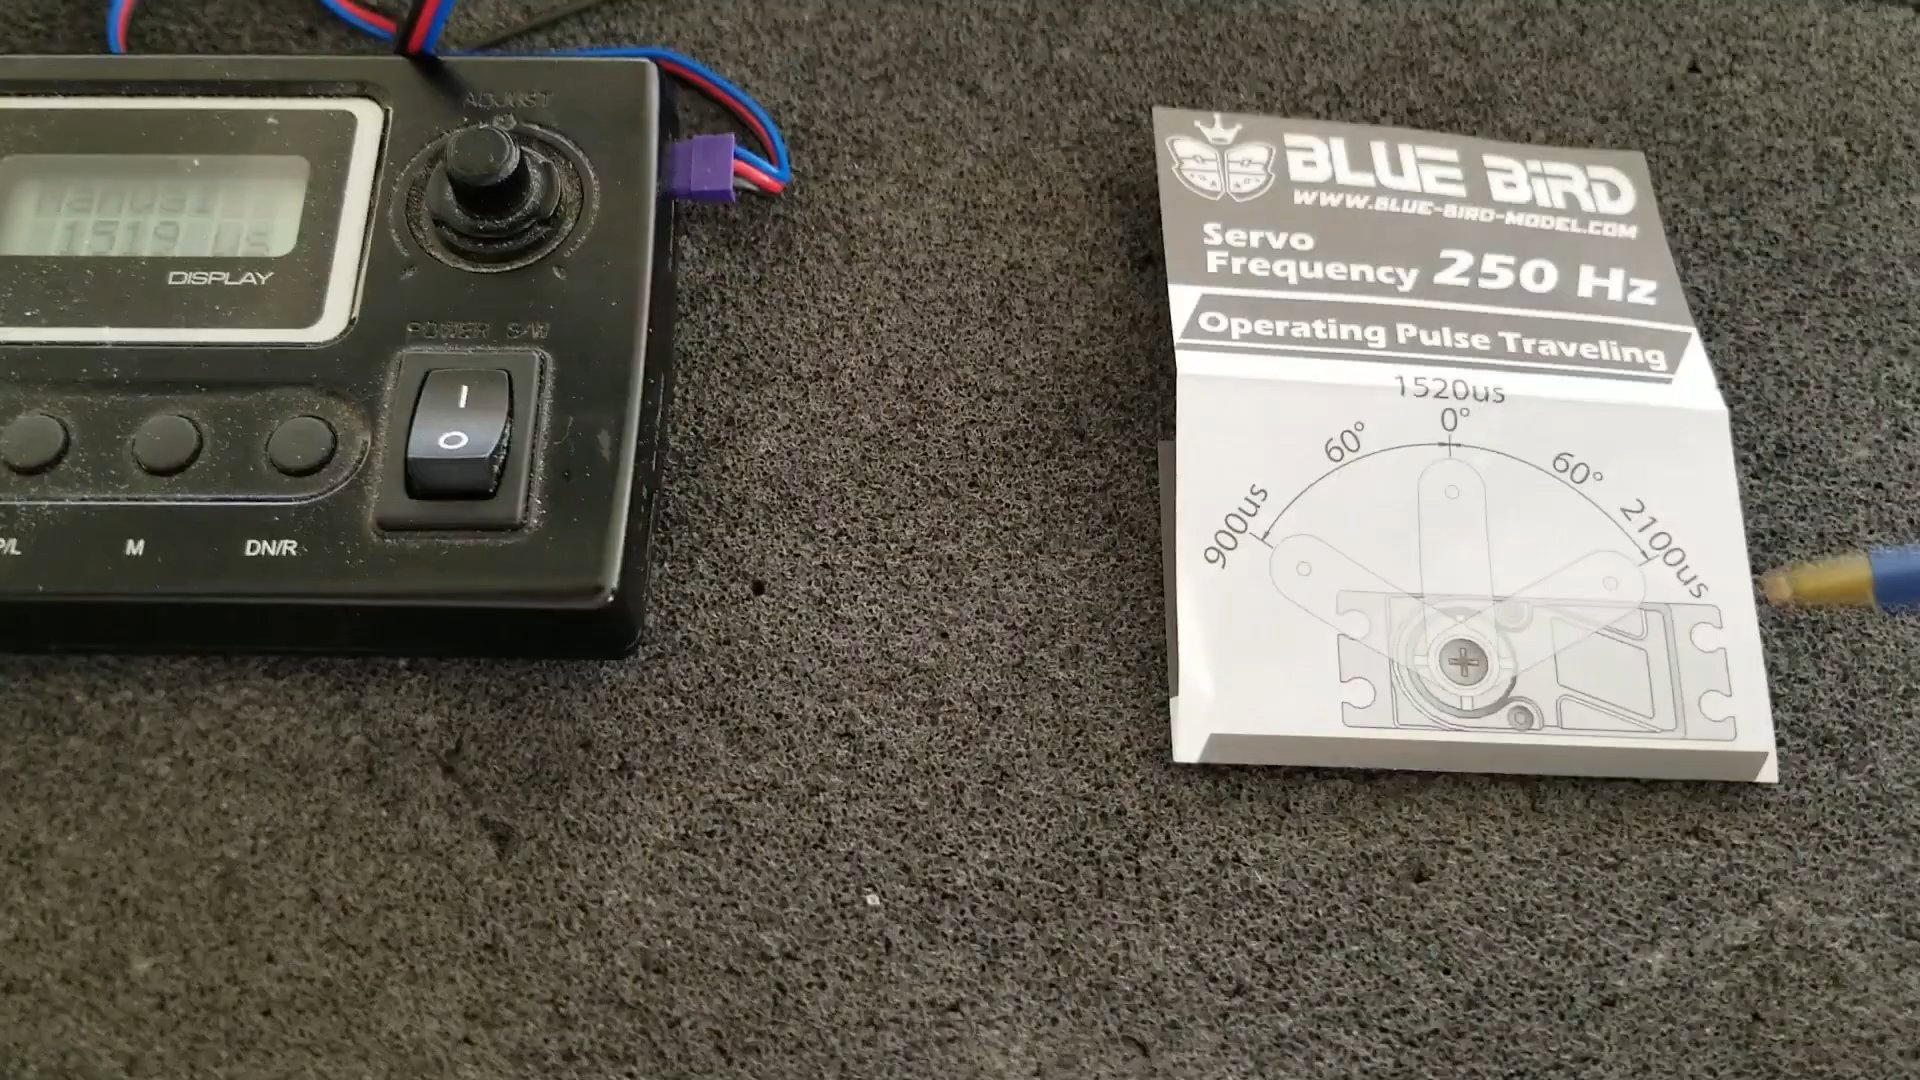 ADJUST
Manual
1519 us
DISPLAY
POWER S/W
P/L
M
DN/R
BLUE BIRD
WWW.BLUE-BIRD-MODEL.COM
Servo
Frequency 250 Hz
Operating Pulse Traveling
1520us
0°
60°
60°
900us
2100us